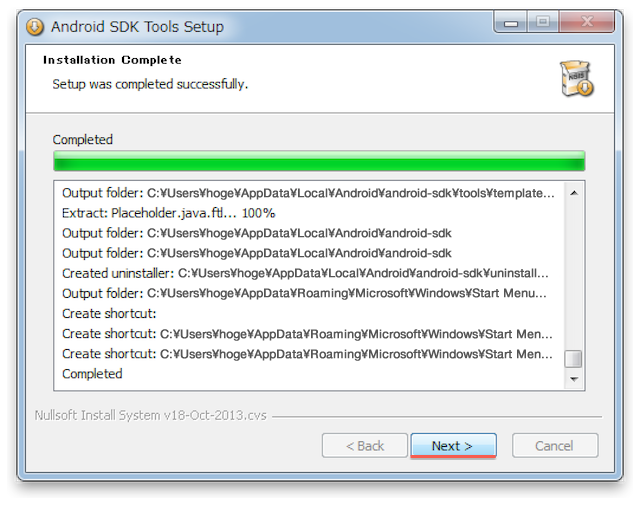 Android SDK Tools Setup
Installation Complete
Setup was completed successfully.
NSIS
Completed
Output folder: C:¥Users¥hoge¥AppData¥Local¥Android¥android-sdk¥tools¥template...
Extract: Placeholder.java.ftl... 100%
Output folder: C:¥Users¥hoge¥AppData¥Local¥Android¥android-sdk
Output folder: C:¥Users¥hoge¥AppData¥Local¥Android¥android-sdk
Created uninstaller: C:¥Users¥hoge¥AppData¥Local¥Android¥android-sdk¥uninstall...
Output folder: C:¥Users¥hoge¥AppData¥Roaming¥Microsoft¥Windows¥Start Menu...
Create shortcut:
Create shortcut: C:¥Users¥hoge¥AppData¥Roaming¥Microsoft¥Windows¥Start Men...
Create shortcut: C:¥Users¥hoge¥AppData¥Roaming¥Microsoft¥Windows¥Start Men...
Completed
Nullsoft Install System v18-Oct-2013.cvs
< Back Next > Cancel